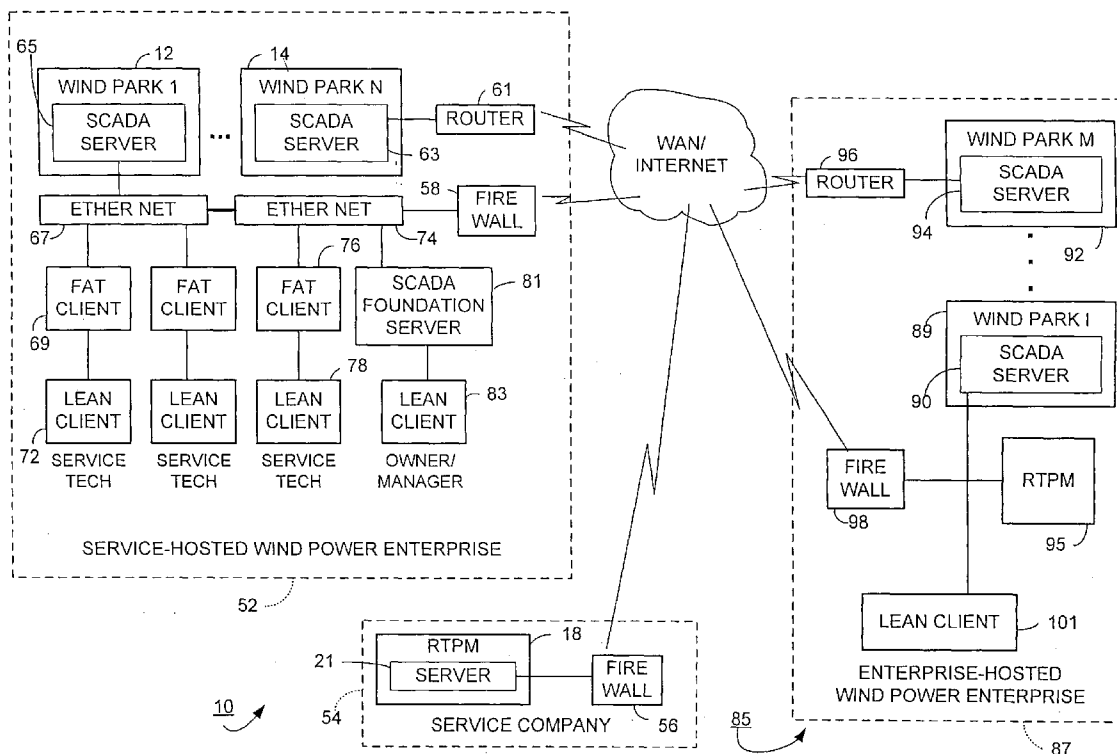 65
12
14
WIND PARK 1
SCADA
SERVER
...
WIND PARK N
SCADA
SERVER
63
61
ROUTER
WAN/
INTERNET
58
FIRE
WALL
ETHER NET
67
ETHER NET
74
76
FAT
CLIENT
69
FAT
CLIENT
FAT
CLIENT
SCADA
FOUNDATION
SERVER
81
78
LEAN
CLIENT
72
LEAN
CLIENT
LEAN
CLIENT
LEAN
CLIENT
83
SERVICE
TECH
SERVICE
TECH
SERVICE
TECH
OWNER/
MANAGER
SERVICE-HOSTED WIND POWER ENTERPRISE
52
96
ROUTER
WIND PARK M
SCADA
SERVER
94
92
89
WIND PARK I
SCADA
SERVER
90
FIRE
WALL
98
RTPM
95
LEAN CLIENT
101
ENTERPRISE-HOSTED
WIND POWER ENTERPRISE
87
85
18
RTPM
21
SERVER
FIRE
WALL
56
54
SERVICE COMPANY
10